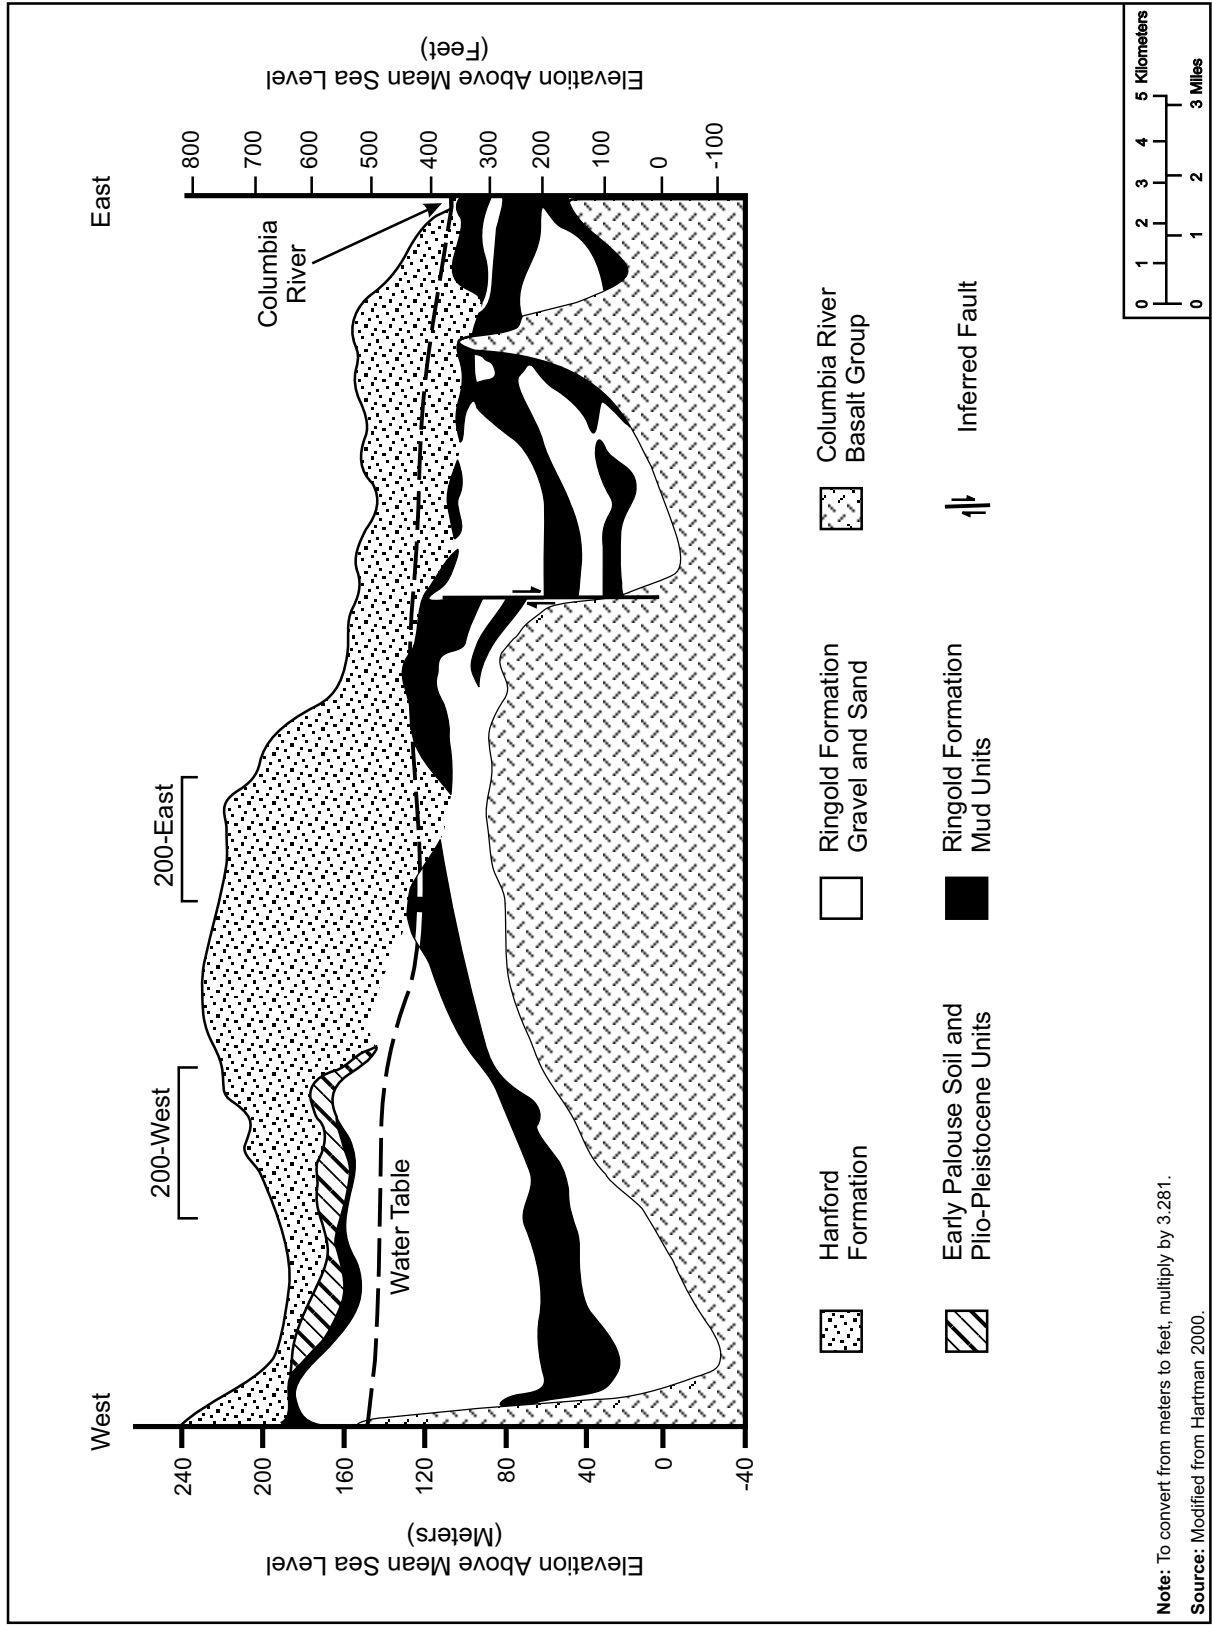 West
East
200-West
200-East
Columbia
River
Water Table
Elevation Above Mean Sea Level
(Meters)
240
200
160
120
80
40
0
-40
Elevation Above Mean Sea Level
(Feet)
800
700
600
500
400
300
200
100
0
-100
Hanford
Formation
Ringold Formation
Gravel and Sand
Columbia River
Basalt Group
Early Palouse Soil and
Plio-Pleistocene Units
Ringold Formation
Mud Units
Inferred Fault
0 1 2 3 4 5 Kilometers
0 1 2 3 Miles
Note: To convert from meters to feet, multiply by 3.281.
Source: Modified from Hartman 2000.